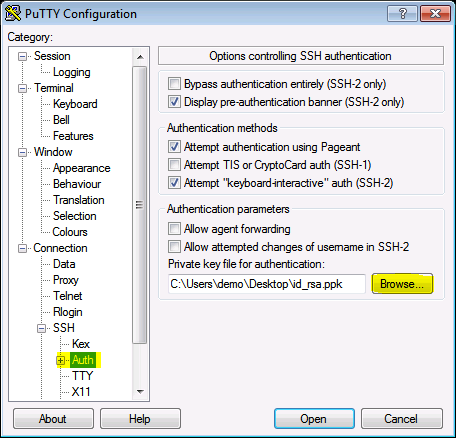 PuTTY Configuration
Category:
Session
Logging
Terminal
Keyboard
Bell
Features
Window
Appearance
Behaviour
Translation
Selection
Colours
Connection
Data
Proxy
Telnet
Rlogin
SSH
Kex
Auth
TTY
X11
Options controlling SSH authentication
Bypass authentication entirely (SSH-2 only)
Display pre-authentication banner (SSH-2 only)
Authentication methods
Attempt authentication using Pageant
Attempt TIS or CryptoCard auth (SSH-1)
Attempt "keyboard-interactive" auth (SSH-2)
Authentication parameters
Allow agent forwarding
Allow attempted changes of username in SSH-2
Private key file for authentication:
C:\Users\demo\Desktop\id_rsa.ppk
Browse...
About
Help
Open
Cancel